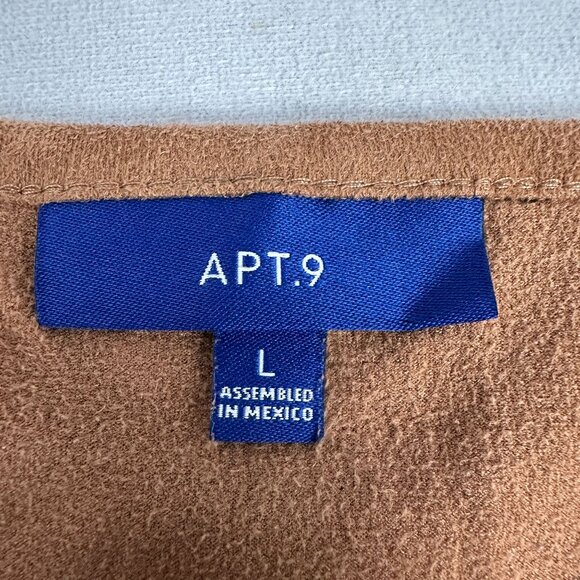 APT.9
L
ASSEMBLED
IN MEXICO